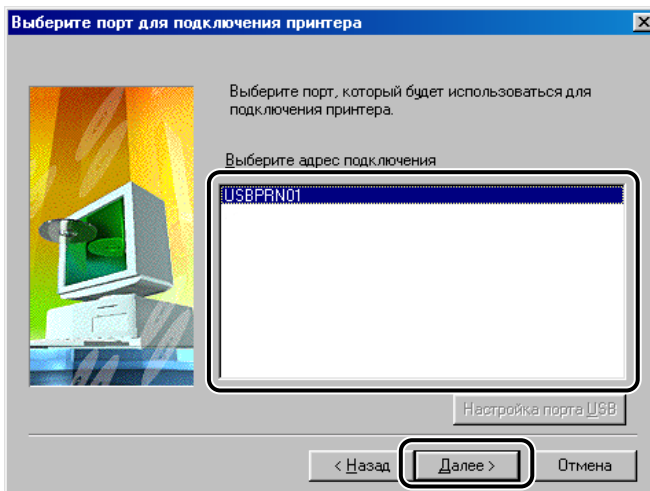 Выберите порт для подключения принтера
Выберите порт, который будет использоваться для
подключения принтера.
Выберите адрес подключения
USBPRN01
Настройка порта USB
< Назад
Далее >
Отмена